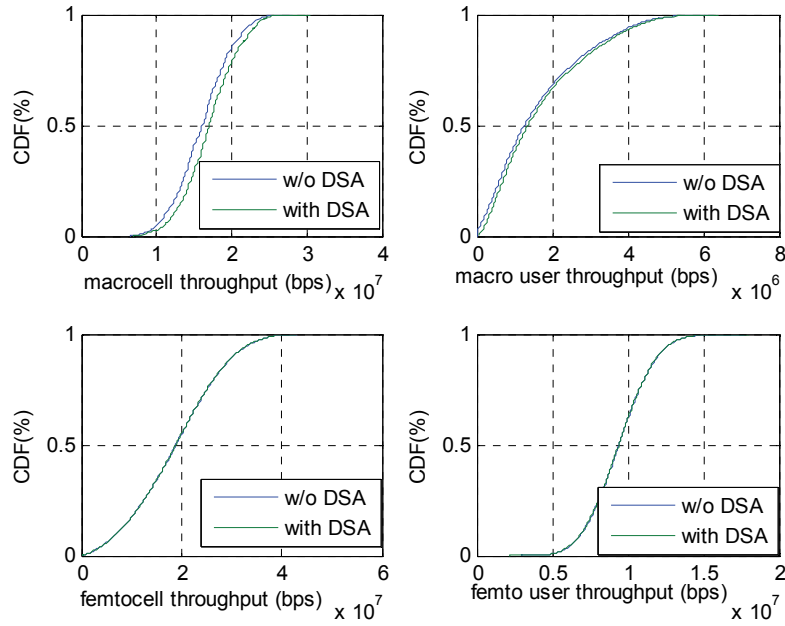 1
CDF(%)
0.5
0
w/o DSA
with DSA
0 1 2 3 4
macrocell throughput (bps)
x 10^7
1
CDF(%)
0.5
0
w/o DSA
with DSA
0 2 4 6 8
macro user throughput (bps)
x 10^6
1
CDF(%)
0.5
0
w/o DSA
with DSA
0 2 4 6
femtocell throughput (bps)
x 10^7
1
CDF(%)
0.5
0
w/o DSA
with DSA
0 0.5 1 1.5 2
femto user throughput (bps)
x 10^7